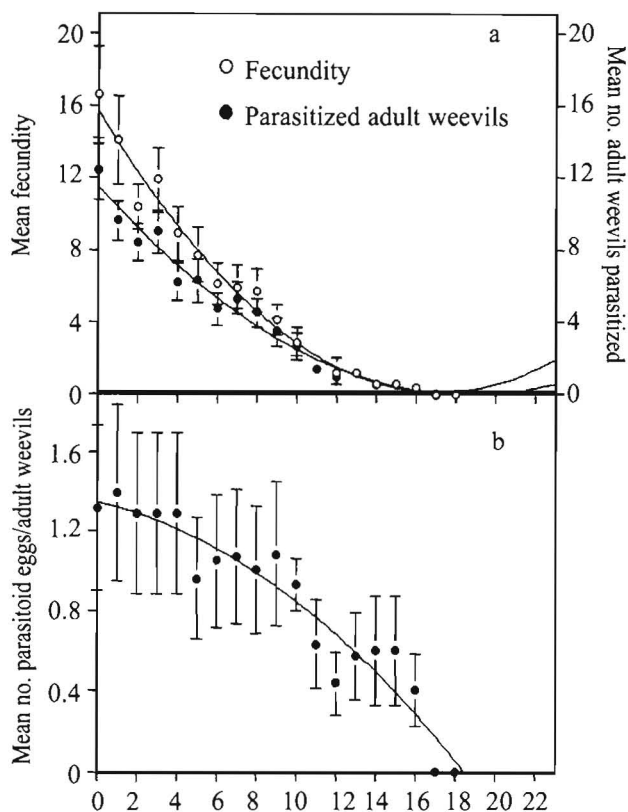 a
Fecundity
Parasitized adult weevils
Mean fecundity
20
16
12
8
4
0
Mean no. adult weevils parasitized
20
16
12
8
4
0
b
Mean no. parasitoid eggs/adult weevils
1.6
1.2
0.8
0.4
0
0 2 4 6 8 10 12 14 16 18 20 22